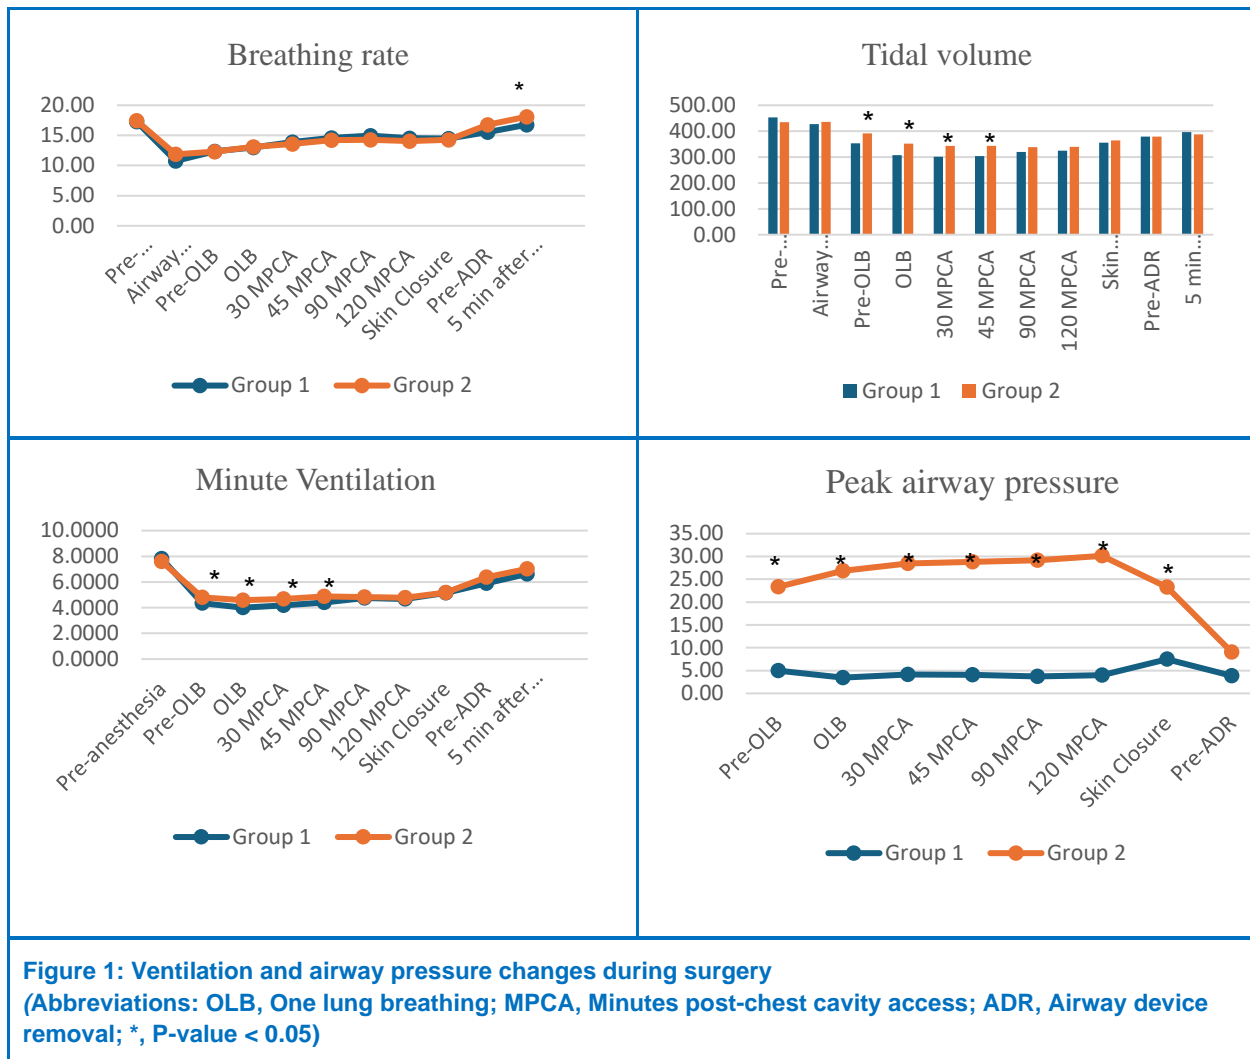 Breathing rate
*
20.00
15.00
10.00
5.00
0.00
Pre-...
Airway...
Pre-OLB
OLB
30 MPCA
45 MPCA
90 MPCA
120 MPCA
Skin Closure
Pre-ADR
5 min after...
Group 1
Group 2
Tidal volume
500.00
400.00
300.00
200.00
100.00
0.00
* * * *
Pre-...
Airway...
Pre-OLB
OLB
30 MPCA
45 MPCA
90 MPCA
120 MPCA
Skin...
Pre-ADR
5 min...
Group 1
Group 2
Minute Ventilation
10.0000
8.0000
6.0000
4.0000
2.0000
0.0000
* * * *
Pre-anesthesia
Pre-OLB
OLB
30 MPCA
45 MPCA
90 MPCA
120 MPCA
Skin Closure
Pre-ADR
5 min after...
Group 1
Group 2
Peak airway pressure
35.00
30.00
25.00
20.00
15.00
10.00
5.00
0.00
* * * * * * *
Pre-OLB
OLB
30 MPCA
45 MPCA
90 MPCA
120 MPCA
Skin Closure
Pre-ADR
Group 1
Group 2
Figure 1: Ventilation and airway pressure changes during surgery
(Abbreviations: OLB, One lung breathing; MPCA, Minutes post-chest cavity access; ADR, Airway device
removal; *, P-value < 0.05)